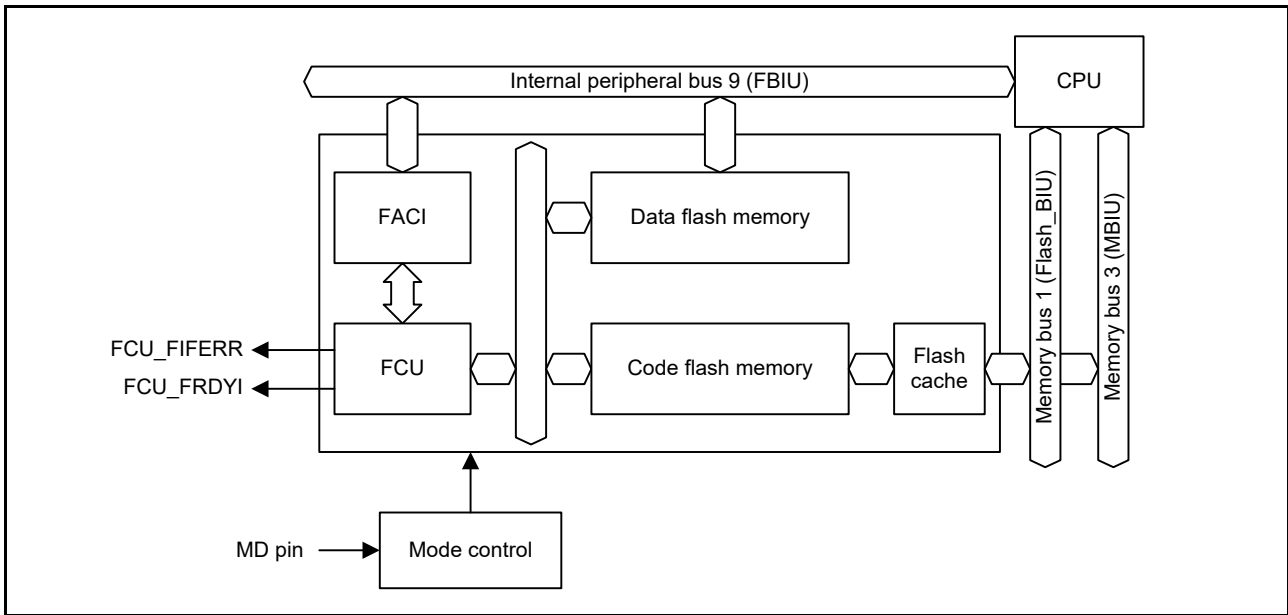 Internal peripheral bus 9 (FBIU)
CPU
FACI
Data flash memory
Memory bus 1 (Flash_BIU)
Memory bus 3 (MBIU)
FCU_FIFERR
FCU_FRDYI
FCU
Code flash memory
Flash
cache
MD pin
Mode control